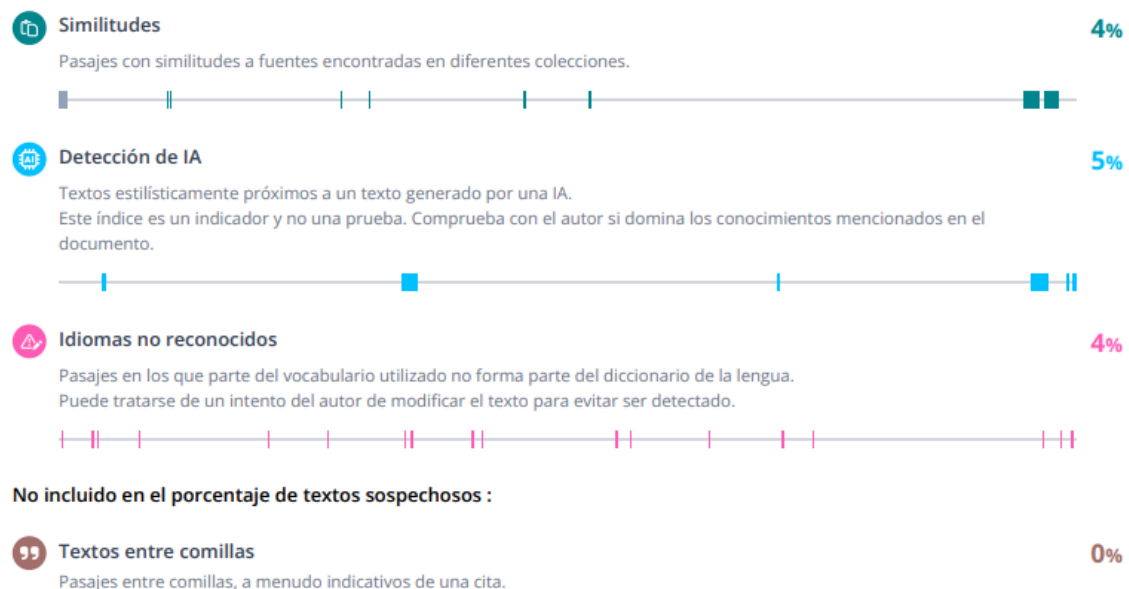 Similitudes
4%
Pasajes con similitudes a fuentes encontradas en diferentes colecciones.
AI
Detección de IA
5%
Textos estilísticamente próximos a un texto generado por una IA.
Este índice es un indicador y no una prueba. Comprueba con el autor si domina los conocimientos mencionados en el
documento.
Idiomas no reconocidos
4%
Pasajes en los que parte del vocabulario utilizado no forma parte del diccionario de la lengua.
Puede tratarse de un intento del autor de modificar el texto para evitar ser detectado.
No incluido en el porcentaje de textos sospechosos :
Textos entre comillas
0%
Pasajes entre comillas, a menudo indicativos de una cita.